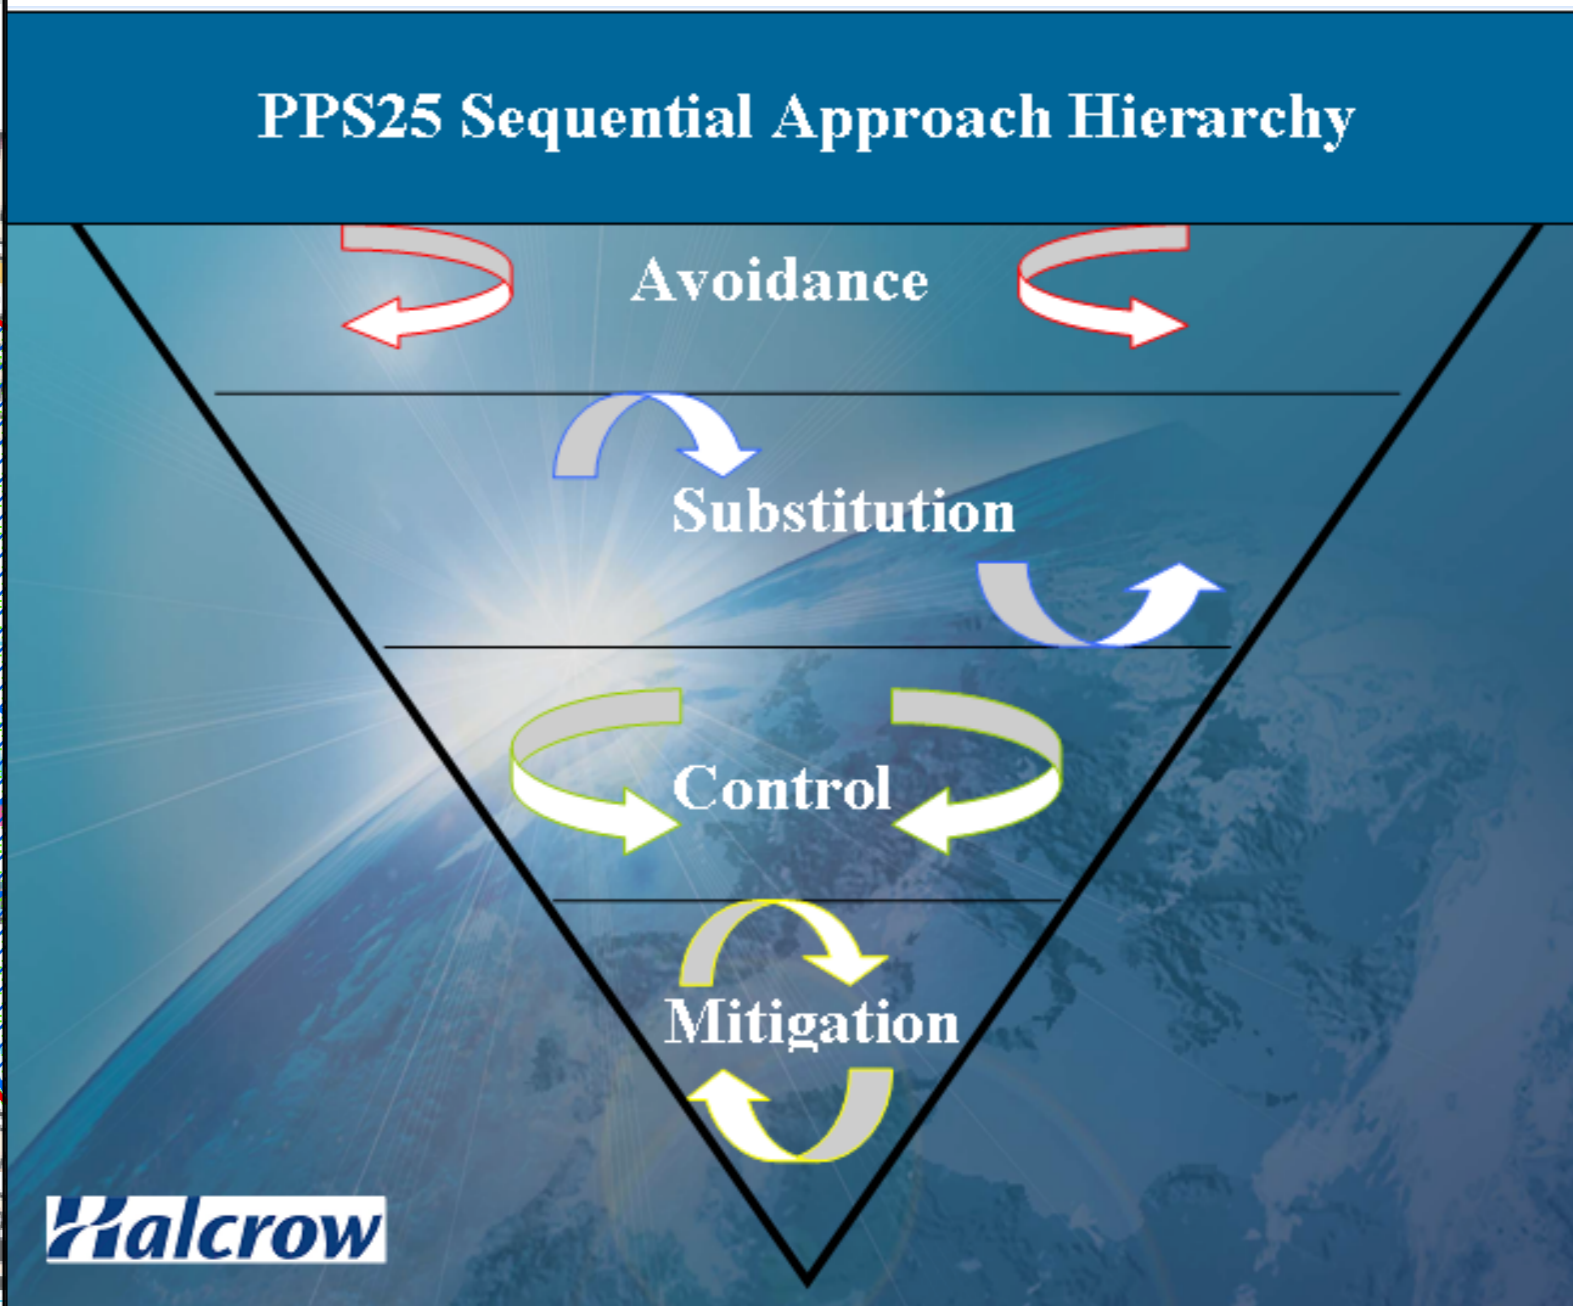 PPS25 Sequential Approach Hierarchy
Avoidance
Substitution
Control
Mitigation
Halcrow